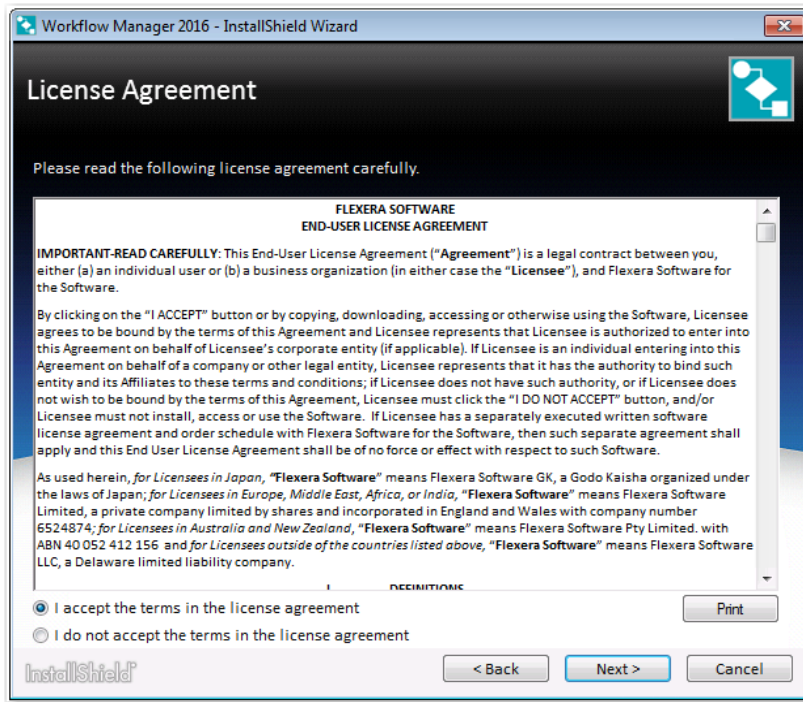 Workflow Manager 2016 - InstallShield Wizard
License Agreement
Please read the following license agreement carefully.
FLEXERA SOFTWARE
END-USER LICENSE AGREEMENT
IMPORTANT-READ CAREFULLY: This End-User License Agreement (“Agreement”) is a legal contract between you,
either (a) an individual user or (b) a business organization (in either case the “Licensee”), and Flexera Software for
the Software.
By clicking on the “I ACCEPT” button or by copying, downloading, accessing or otherwise using the Software, Licensee
agrees to be bound by the terms of this Agreement and Licensee represents that Licensee is authorized to enter into
this Agreement on behalf of Licensee’s corporate entity (if applicable). If Licensee is an individual entering into this
Agreement on behalf of a company or other legal entity, Licensee represents that it has the authority to bind such
entity and its Affiliates to these terms and conditions; if Licensee does not have such authority, or if Licensee does
not wish to be bound by the terms of this Agreement, Licensee must click the “I DO NOT ACCEPT” button, and/or
Licensee must not install, access or use the Software. If Licensee has a separately executed written software
license agreement and order schedule with Flexera Software for the Software, then such separate agreement shall
apply and this End User License Agreement shall be of no force or effect with respect to such Software.
As used herein, for Licensees in Japan, “Flexera Software” means Flexera Software GK, a Godo Kaisha organized under
the laws of Japan; for Licensees in Europe, Middle East, Africa, or India, “Flexera Software” means Flexera Software
Limited, a private company limited by shares and incorporated in England and Wales with company number
6524874; for Licensees in Australia and New Zealand, “Flexera Software” means Flexera Software Pty Limited. with
ABN 40 052 412 156 and for Licensees outside of the countries listed above, “Flexera Software” means Flexera Software
LLC, a Delaware limited liability company.
I. DEFINITIONS
I accept the terms in the license agreement
Print
I do not accept the terms in the license agreement
InstallShield
< Back Next > Cancel